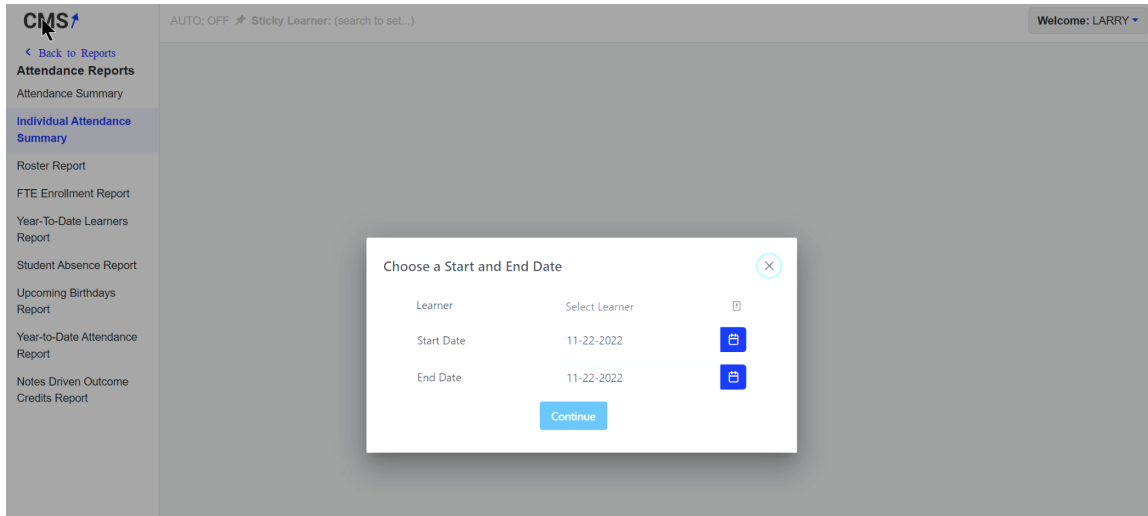 CMS
AUTO: OFF Sticky Learner: (search to set...)
Welcome: LARRY
Back to Reports
Attendance Reports
Attendance Summary
Individual Attendance
Summary
Roster Report
FTE Enrollment Report
Year-To-Date Learners
Report
Student Absence Report
Upcoming Birthdays
Report
Year-to-Date Attendance
Report
Notes Driven Outcome
Credits Report
Choose a Start and End Date
Learner Select Learner
Start Date 11-22-2022
End Date 11-22-2022
Continue